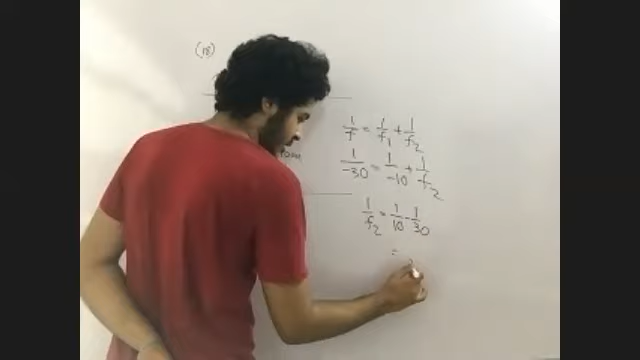 (18)
1/f = 1/f₁ + 1/f₂
1/-30 = 1/-10 + 1/f₂
1/f₂ = 1/10 - 1/30
=